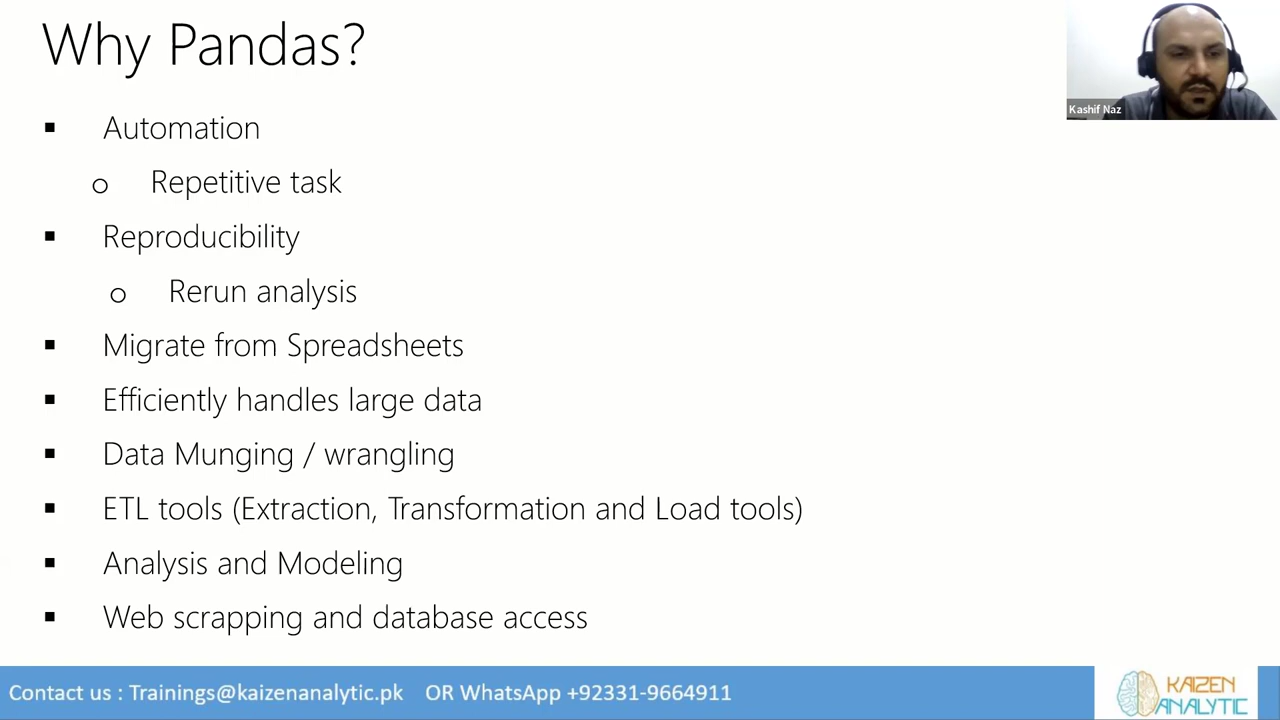 Why Pandas?
Kashif Naz
▪ Automation
o Repetitive task
▪ Reproducibility
o Rerun analysis
▪ Migrate from Spreadsheets
▪ Efficiently handles large data
▪ Data Munging / wrangling
▪ ETL tools (Extraction, Transformation and Load tools)
▪ Analysis and Modeling
▪ Web scrapping and database access
Contact us : Trainings@kaizenanalytic.pk OR WhatsApp +92331-9664911
KAIZEN
ANALYTIC